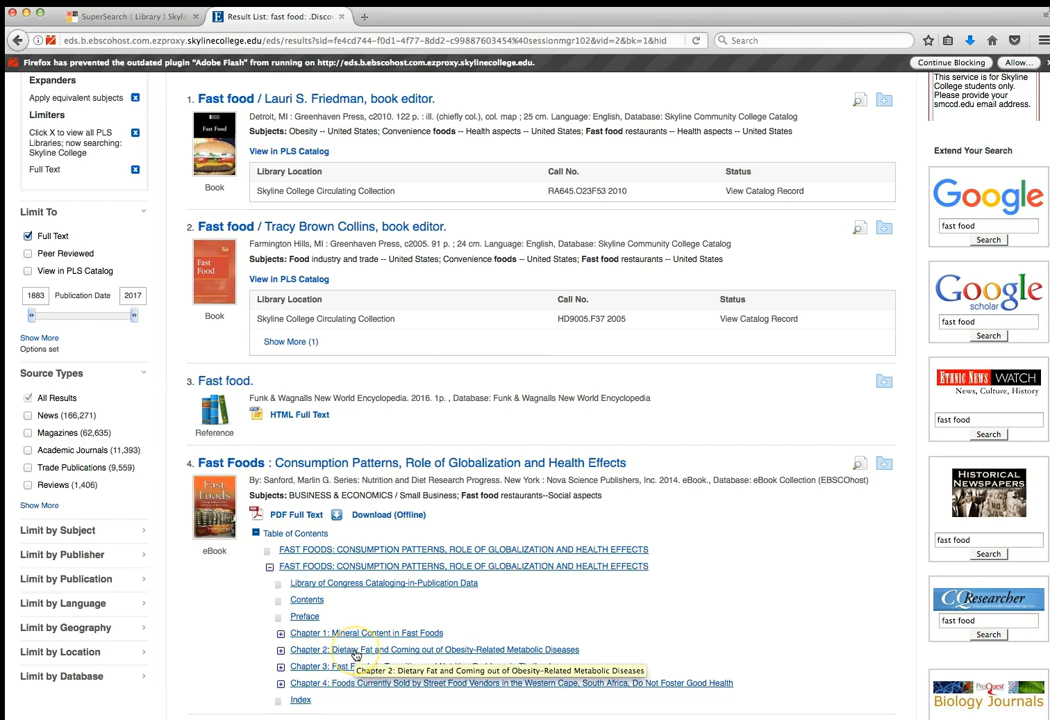 SuperSearch | Library | Skyli
Result List: fast food: .Discov
eds.b.ebscohost.com.ezproxy.skylinecollege.edu/eds/results?sid=fe4cd744-f0d1-4f77-8dd2-c99887603454%40sessionmgr102&vid=2&bk=1&hid
Search
Firefox has prevented the outdated plugin "Adobe Flash" from running on http://eds.b.ebscohost.com.ezproxy.skylinecollege.edu.
Continue Blocking
Allow...
Expanders
Apply equivalent subjects
Limiters
Click X to view all PLS
Libraries; now searching:
Skyline College
Full Text
Limit To
Full Text
Peer Reviewed
View in PLS Catalog
1883 Publication Date 2017
Show More
Options set
Source Types
All Results
News (166,271)
Magazines (62,635)
Academic Journals (11,393)
Trade Publications (9,559)
Reviews (1,406)
Show More
Limit by Subject
Limit by Publisher
Limit by Publication
Limit by Language
Limit by Geography
Limit by Location
Limit by Database
1. Fast food / Lauri S. Friedman, book editor.
Fast Food
Book
Detroit, MI : Greenhaven Press, c2010. 122 p. : ill. (chiefly col.), col. map ; 25 cm. Language: English, Database: Skyline Community College Catalog
Subjects: Obesity -- United States; Convenience foods -- Health aspects -- United States; Fast food restaurants -- Health aspects -- United States
View in PLS Catalog
Library Location Call No. Status
Skyline College Circulating Collection RA645.O23F53 2010 View Catalog Record
2. Fast food / Tracy Brown Collins, book editor.
Fast
Food
Book
Farmington Hills, MI : Greenhaven Press, c2005. 91 p. ; 24 cm. Language: English, Database: Skyline Community College Catalog
Subjects: Food industry and trade -- United States; Convenience foods -- United States; Fast food restaurants -- United States
View in PLS Catalog
Library Location Call No. Status
Skyline College Circulating Collection HD9005.F37 2005 View Catalog Record
Show More (1)
3. Fast food.
Reference
Funk & Wagnalls New World Encyclopedia. 2016. 1p. , Database: Funk & Wagnalls New World Encyclopedia
HTML Full Text
4. Fast Foods : Consumption Patterns, Role of Globalization and Health Effects
Fast
Foods
eBook
By: Sanford, Marlin G. Series: Nutrition and Diet Research Progress. New York : Nova Science Publishers, Inc. 2014. eBook., Database: eBook Collection (EBSCOhost)
Subjects: BUSINESS & ECONOMICS / Small Business; Fast food restaurants--Social aspects
PDF Full Text Download (Offline)
Table of Contents
FAST FOODS: CONSUMPTION PATTERNS, ROLE OF GLOBALIZATION AND HEALTH EFFECTS
FAST FOODS: CONSUMPTION PATTERNS, ROLE OF GLOBALIZATION AND HEALTH EFFECTS
Library of Congress Cataloging-in-Publication Data
Contents
Preface
Chapter 1: Mineral Content in Fast Foods
Chapter 2: Dietary Fat and Coming out of Obesity-Related Metabolic Diseases
Chapter 3: Fast F
Chapter 2: Dietary Fat and Coming out of Obesity-Related Metabolic Diseases
Chapter 4: Foods Currently Sold by Street Food Vendors in the Western Cape, South Africa, Do Not Foster Good Health
Index
This service is for Skyline
College students only.
Please provide your
smccd.edu email address.
Extend Your Search
Google
fast food
Search
Google
scholar
fast food
Search
ETHNIC NEWS WATCH
News, Culture, History
fast food
Search
HISTORICAL
NEWSPAPERS
fast food
Search
CQ Researcher
fast food
Search
ProQuest
Biology Journals